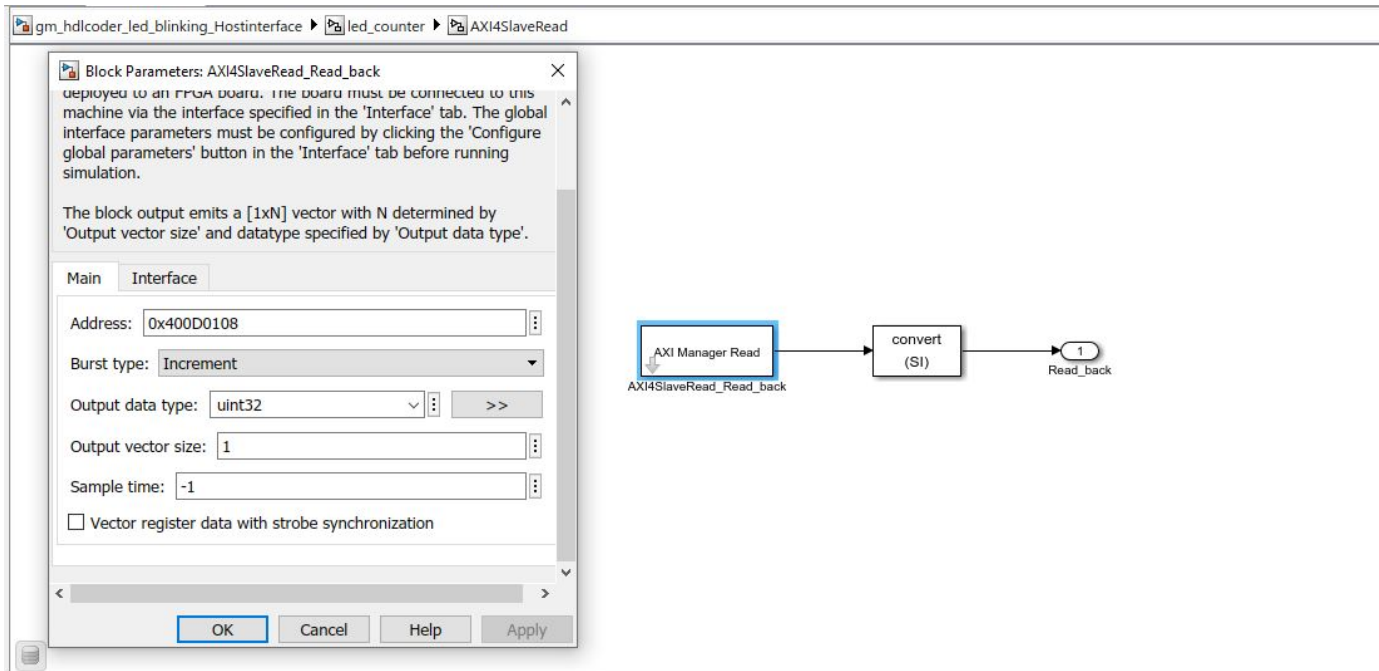 gm_hdlcoder_led_blinking_Hostinterface led_counter AXI4SlaveRead
Block Parameters: AXI4SlaveRead_Read_back
deployed to an FPGA board. The board must be connected to this
machine via the interface specified in the 'Interface' tab. The global
interface parameters must be configured by clicking the 'Configure
global parameters' button in the 'Interface' tab before running
simulation.
The block output emits a [1xN] vector with N determined by
'Output vector size' and datatype specified by 'Output data type'.
Main Interface
Address: 0x400D0108
Burst type: Increment
Output data type: uint32 >>
Output vector size: 1
Sample time: -1
Vector register data with strobe synchronization
OK Cancel Help Apply
AXI Manager Read
AXI4SlaveRead_Read_back
convert
(SI)
1
Read_back